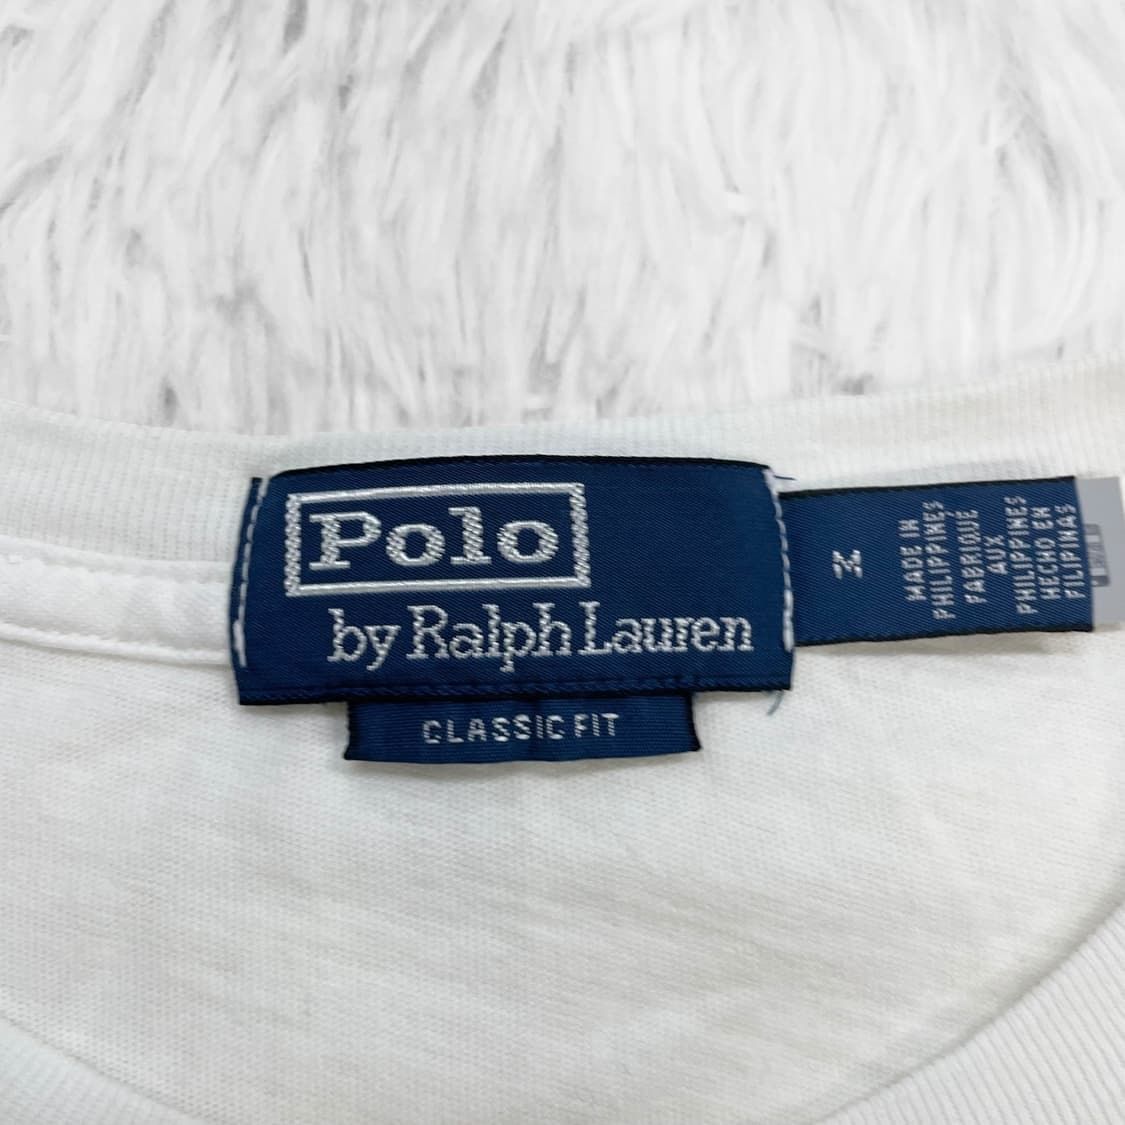 Polo
by Ralph Lauren
CLASSIC FIT
M
MADE IN
PHILIPPINES
FABRIQUE
AUX
PHILIPPINES
HECHO EN
FILIPINAS